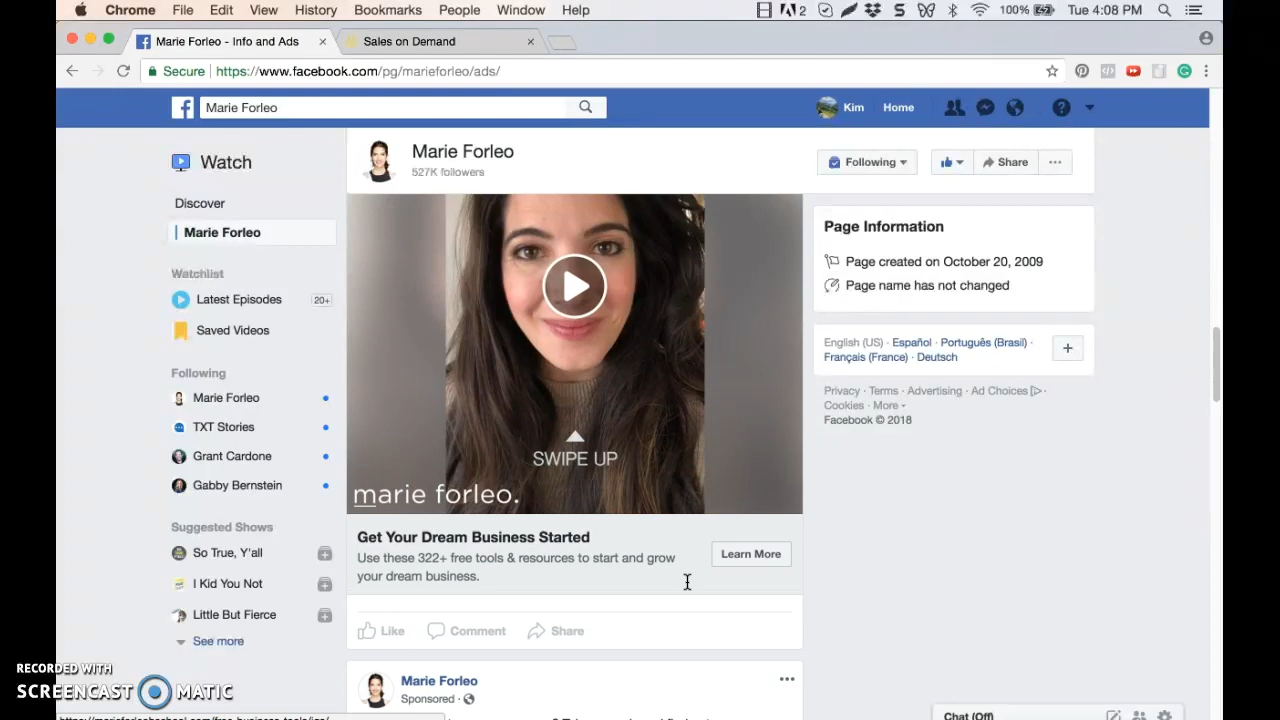 Chrome File Edit View History Bookmarks People Window Help 2 100% Tue 4:08 PM
Marie Forleo - Info and Ads × Sales on Demand ×
Secure https://www.facebook.com/pg/marieforleo/ads/
Marie Forleo Kim Home
Watch
Discover
Marie Forleo
Watchlist
Latest Episodes 20+
Saved Videos
Following
Marie Forleo
TXT Stories
Grant Cardone
Gabby Bernstein
Suggested Shows
So True, Y'all
I Kid You Not
Little But Fierce
See more
Marie Forleo
527K followers
Following Share
SWIPE UP
marie forleo.
Get Your Dream Business Started
Use these 322+ free tools & resources to start and grow
your dream business.
Learn More
Like Comment Share
Marie Forleo
Sponsored ·
Page Information
Page created on October 20, 2009
Page name has not changed
English (US) · Español · Português (Brasil) ·
Français (France) · Deutsch
Privacy · Terms · Advertising · Ad Choices ·
Cookies · More
Facebook © 2018
Chat (Off)
RECORDED WITH
SCREENCAST MATIC